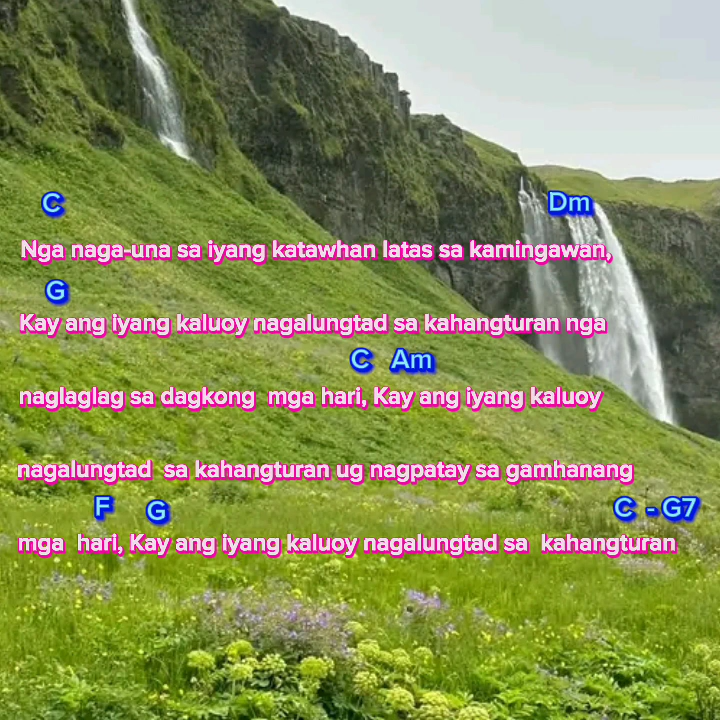 C Dm
Nga naga-una sa iyang katawhan latas sa kamingawan,
G
Kay ang iyang kaluoy nagalungtad sa kahangturan nga
C Am
naglaglag sa dagkong mga hari, Kay ang iyang kaluoy
nagalungtad sa kahangturan ug nagpatay sa gamhanang
F G C - G7
mga hari, Kay ang iyang kaluoy nagalungtad sa kahangturan